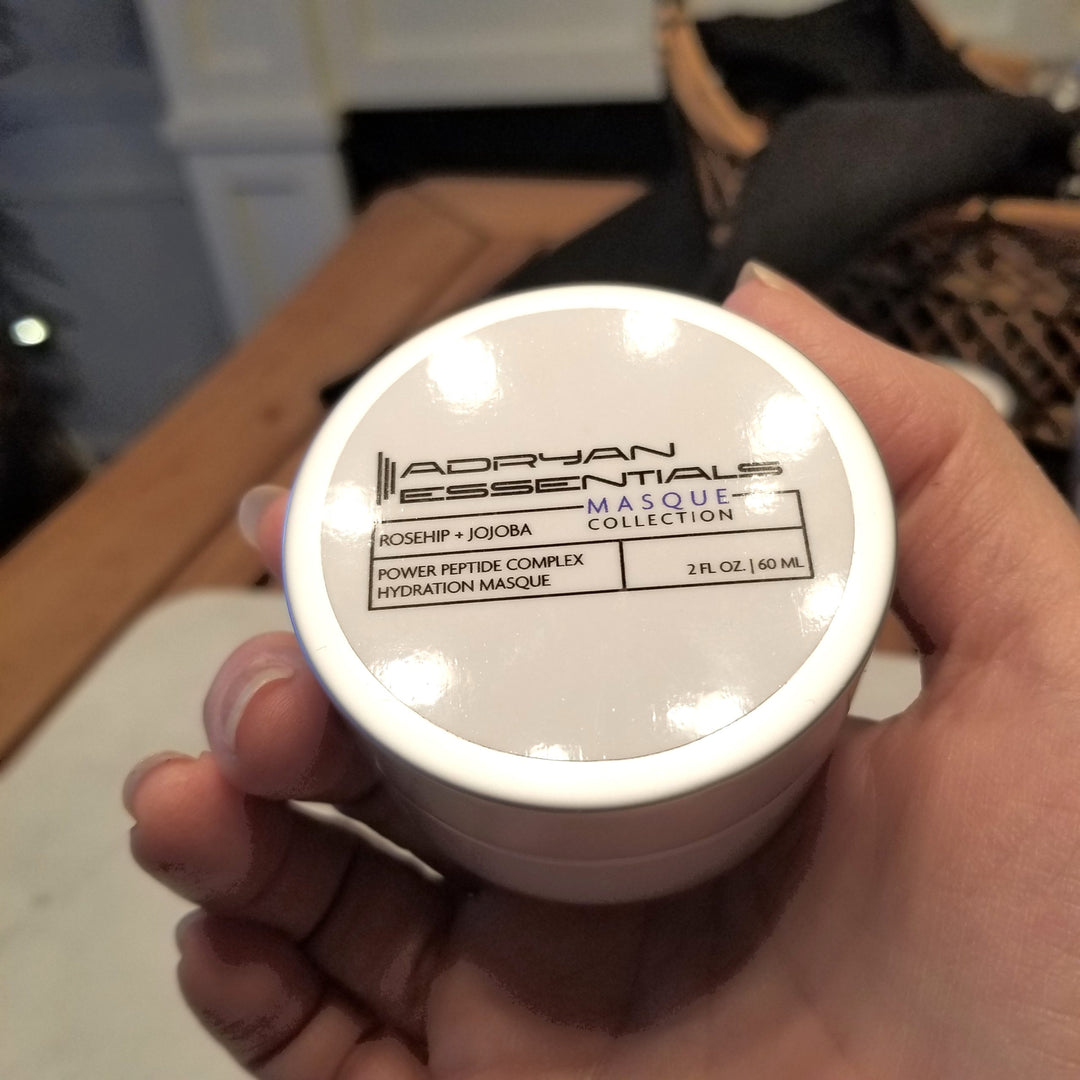 ADRYAN
ESSENTIALS
MASQUE
COLLECTION
ROSEHIP + JOJOBA
POWER PEPTIDE COMPLEX
HYDRATION MASQUE
2 FL OZ. | 60 ML